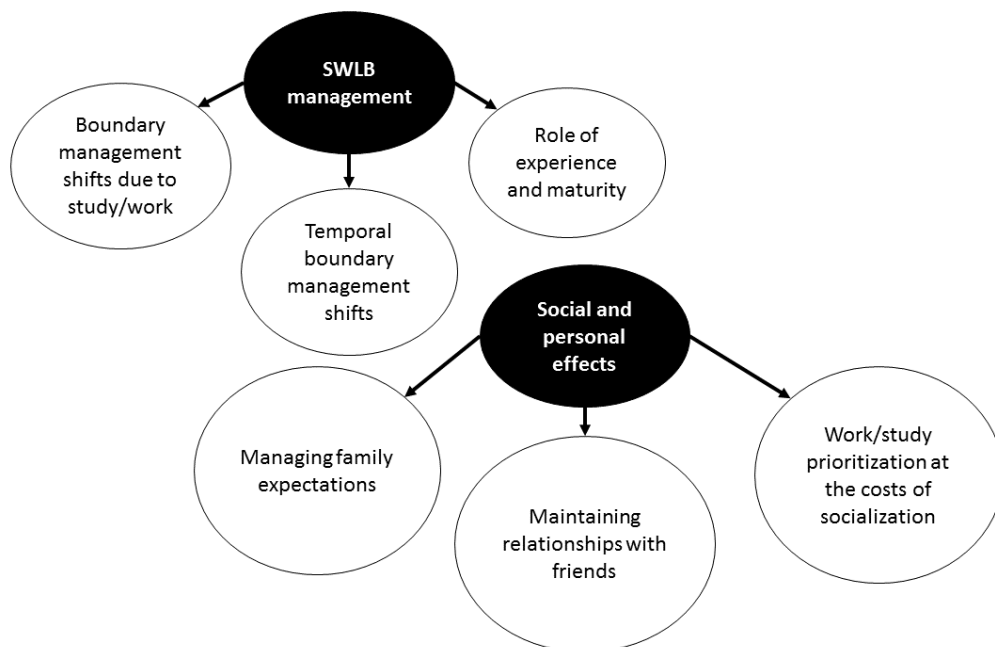 SWLB
management
Boundary
management
shifts due to
study/work
Role of
experience
and maturity
Temporal
boundary
management
shifts
Social and
personal
effects
Managing family
expectations
Maintaining
relationships with
friends
Work/study
prioritization at
the costs of
socialization